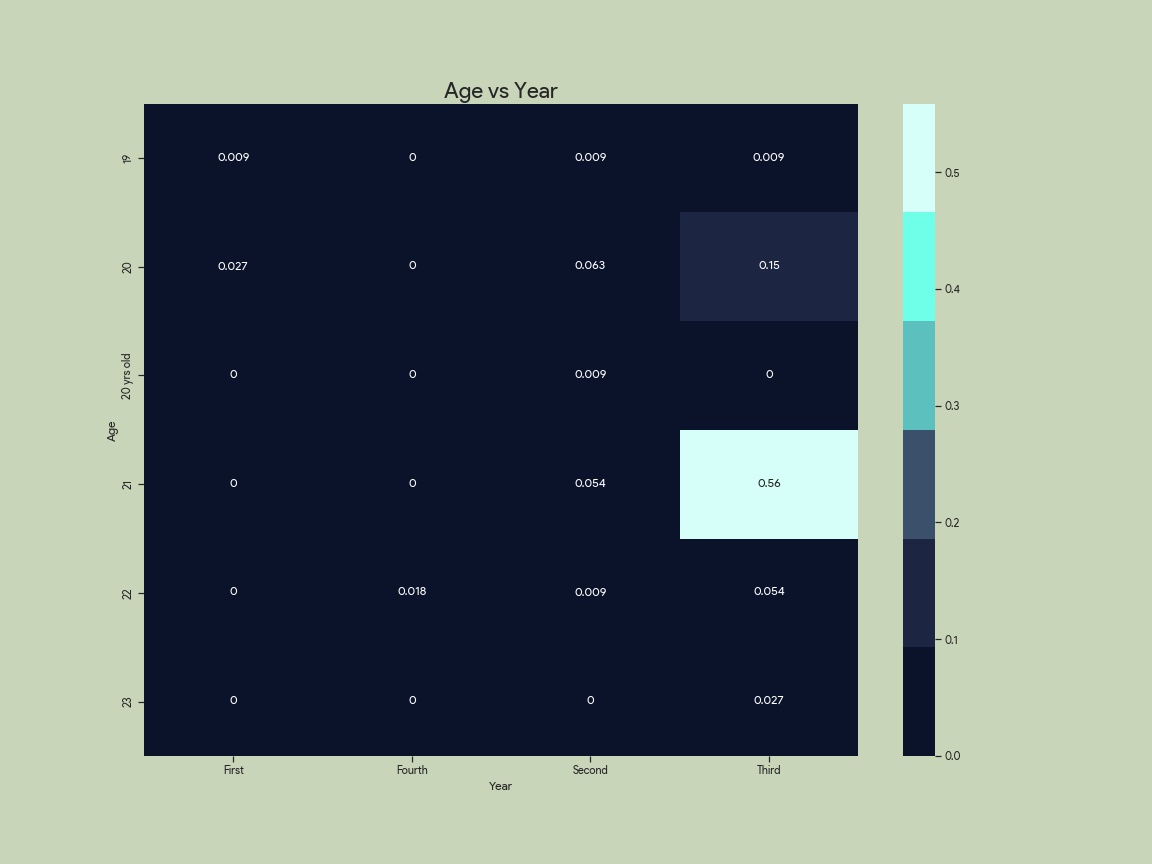 Age vs Year
19 0.009 0 0.009 0.009
20 0.027 0 0.063 0.15
20 yrs old 0 0 0.009 0
21 0 0 0.054 0.56
22 0 0.018 0.009 0.054
23 0 0 0 0.027
Age
First Fourth Second Third
Year
0.5
0.4
0.3
0.2
0.1
0.0